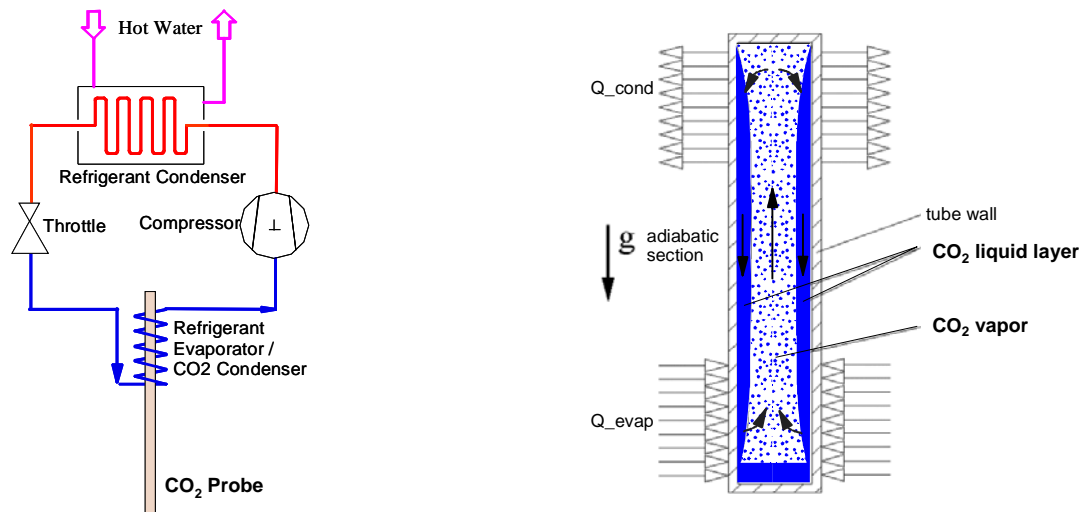 Hot Water
Refrigerant Condenser
Throttle
Compressor
Refrigerant
Evaporator /
CO2 Condenser
CO₂ Probe
Q_cond
g
adiabatic
section
tube wall
CO₂ liquid layer
CO₂ vapor
Q_evap